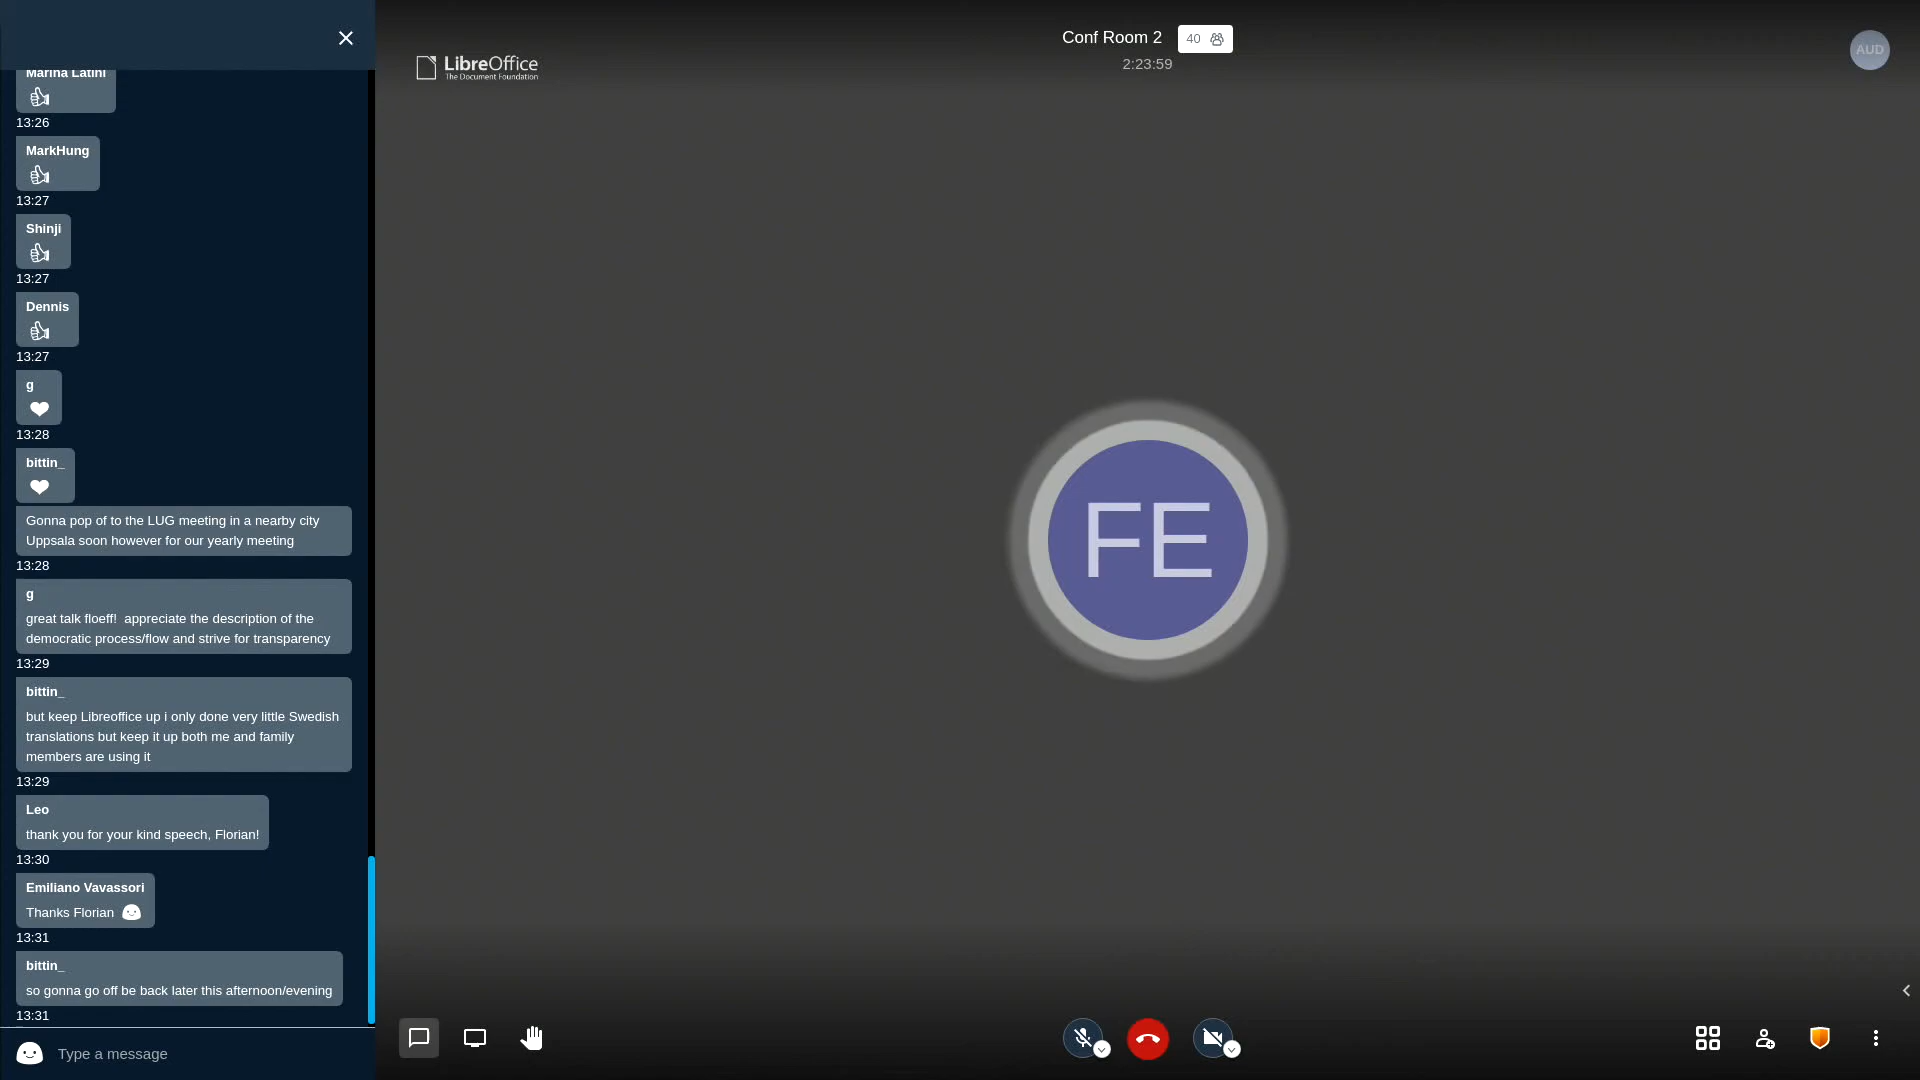 Marina Latini
13:26
MarkHung
13:27
Shinji
13:27
Dennis
13:27
g
13:28
bittin_
Gonna pop of to the LUG meeting in a nearby city
Uppsala soon however for our yearly meeting
13:28
g
great talk floeff!  appreciate the description of the
democratic process/flow and strive for transparency
13:29
bittin_
but keep Libreoffice up i only done very little Swedish
translations but keep it up both me and family
members are using it
13:29
Leo
thank you for your kind speech, Florian!
13:30
Emiliano Vavassori
Thanks Florian
13:31
bittin_
so gonna go off be back later this afternoon/evening
13:31
Type a message
LibreOffice
The Document Foundation
Conf Room 2
40
2:23:59
AUD
FE